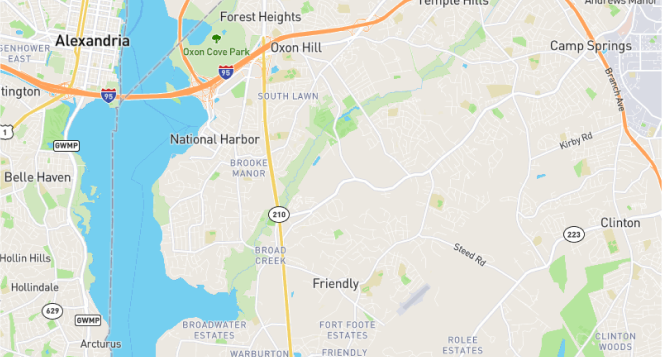 Temple Hills
Andrews Manor
Forest Heights
Alexandria
Oxon Cove Park
Oxon Hill
Camp Springs
SENHOWER
EAST
95
tington
95
SOUTH LAWN
Branch Ave
1
GWMP
National Harbor
Kirby Rd
BROOKE
MANOR
Belle Haven
210
Clinton
223
Steed Rd
BROAD
CREEK
Hollin Hills
Hollindale
Friendly
629
GWMP
BROADWATER
ESTATES
FORT FOOTE
ESTATES
Arcturus
ROLEE
ESTATES
CLINTON
WOODS
WARBURTON
FRIENDLY